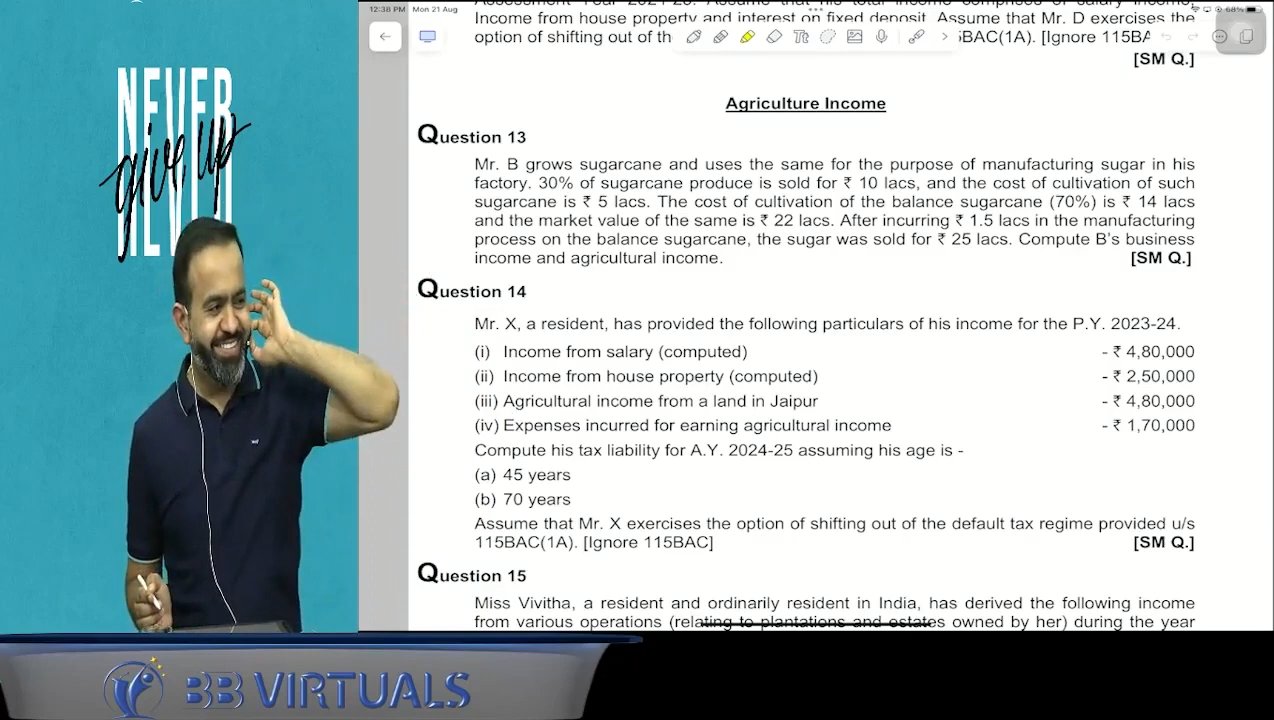 12:38 PM Mon 21 Aug
68%
Income from house property and interest on fixed deposit. Assume that Mr. D exercises the
option of shifting out of th
5BAC(1A). [Ignore 115BA
[SM Q.]
NEVER
give up
Agriculture Income
Question 13
Mr. B grows sugarcane and uses the same for the purpose of manufacturing sugar in his
factory. 30% of sugarcane produce is sold for ₹ 10 lacs, and the cost of cultivation of such
sugarcane is ₹ 5 lacs. The cost of cultivation of the balance sugarcane (70%) is ₹ 14 lacs
and the market value of the same is ₹ 22 lacs. After incurring ₹ 1.5 lacs in the manufacturing
process on the balance sugarcane, the sugar was sold for ₹ 25 lacs. Compute B's business
income and agricultural income. [SM Q.]
Question 14
Mr. X, a resident, has provided the following particulars of his income for the P.Y. 2023-24.
(i) Income from salary (computed) - ₹ 4,80,000
(ii) Income from house property (computed) - ₹ 2,50,000
(iii) Agricultural income from a land in Jaipur - ₹ 4,80,000
(iv) Expenses incurred for earning agricultural income - ₹ 1,70,000
Compute his tax liability for A.Y. 2024-25 assuming his age is -
(a) 45 years
(b) 70 years
Assume that Mr. X exercises the option of shifting out of the default tax regime provided u/s
115BAC(1A). [Ignore 115BAC] [SM Q.]
Question 15
Miss Vivitha, a resident and ordinarily resident in India, has derived the following income
from various operations (relating to plantations and estates owned by her) during the year
BB VIRTUALS